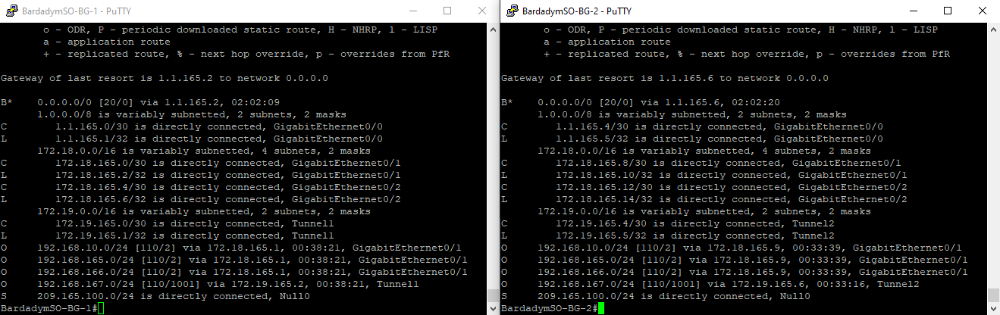 BardadymSO-BG-1 - PuTTY
o - ODR, P - periodic downloaded static route, H - NHRP, l - LISP
a - application route
+ - replicated route, % - next hop override, p - overrides from PfR
Gateway of last resort is 1.1.165.2 to network 0.0.0.0
B* 0.0.0.0/0 [20/0] via 1.1.165.2, 02:02:09
1.0.0.0/8 is variably subnetted, 2 subnets, 2 masks
C 1.1.165.0/30 is directly connected, GigabitEthernet0/0
L 1.1.165.1/32 is directly connected, GigabitEthernet0/0
172.18.0.0/16 is variably subnetted, 4 subnets, 2 masks
C 172.18.165.0/30 is directly connected, GigabitEthernet0/1
L 172.18.165.2/32 is directly connected, GigabitEthernet0/1
C 172.18.165.4/30 is directly connected, GigabitEthernet0/2
L 172.18.165.6/32 is directly connected, GigabitEthernet0/2
172.19.0.0/16 is variably subnetted, 2 subnets, 2 masks
C 172.19.165.0/30 is directly connected, Tunnel1
L 172.19.165.1/32 is directly connected, Tunnel1
O 192.168.10.0/24 [110/2] via 172.18.165.1, 00:38:21, GigabitEthernet0/1
O 192.168.165.0/24 [110/2] via 172.18.165.1, 00:38:21, GigabitEthernet0/1
O 192.168.166.0/24 [110/2] via 172.18.165.1, 00:38:21, GigabitEthernet0/1
O 192.168.167.0/24 [110/1001] via 172.19.165.2, 00:38:21, Tunnel1
S 209.165.100.0/24 is directly connected, Null0
BardadymSO-BG-1#
BardadymSO-BG-2 - PuTTY
o - ODR, P - periodic downloaded static route, H - NHRP, l - LISP
a - application route
+ - replicated route, % - next hop override, p - overrides from PfR
Gateway of last resort is 1.1.165.6 to network 0.0.0.0
B* 0.0.0.0/0 [20/0] via 1.1.165.6, 02:02:20
1.0.0.0/8 is variably subnetted, 2 subnets, 2 masks
C 1.1.165.4/30 is directly connected, GigabitEthernet0/0
L 1.1.165.5/32 is directly connected, GigabitEthernet0/0
172.18.0.0/16 is variably subnetted, 4 subnets, 2 masks
C 172.18.165.8/30 is directly connected, GigabitEthernet0/1
L 172.18.165.10/32 is directly connected, GigabitEthernet0/1
C 172.18.165.12/30 is directly connected, GigabitEthernet0/2
L 172.18.165.14/32 is directly connected, GigabitEthernet0/2
172.19.0.0/16 is variably subnetted, 2 subnets, 2 masks
C 172.19.165.4/30 is directly connected, Tunnel2
L 172.19.165.5/32 is directly connected, Tunnel2
O 192.168.10.0/24 [110/2] via 172.18.165.9, 00:33:39, GigabitEthernet0/1
O 192.168.165.0/24 [110/2] via 172.18.165.9, 00:33:39, GigabitEthernet0/1
O 192.168.166.0/24 [110/2] via 172.18.165.9, 00:33:39, GigabitEthernet0/1
O 192.168.167.0/24 [110/1001] via 172.19.165.6, 00:33:16, Tunnel2
S 209.165.100.0/24 is directly connected, Null0
BardadymSO-BG-2#